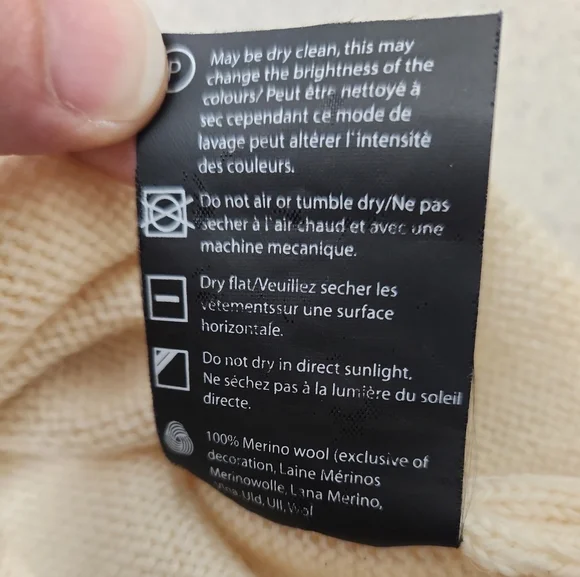 P
May be dry clean, this may
change the brightness of the
colours/ Peut être nettoyé à
sec cependant ce mode de
lavage peut altérer l'intensité
des couleurs.
Do not air or tumble dry/Ne pas
secher à l'air chaud et avec une
machine mecanique.
Dry flat/Veuillez secher les
vêtementssur une surface
horizontale.
Do not dry in direct sunlight.
Ne séchez pas à la lumière du soleil
directe.
100% Merino wool (exclusive of
decoration, Laine Mérinos
Merinowolle, Lana Merino,
Uld, Ull, Wol